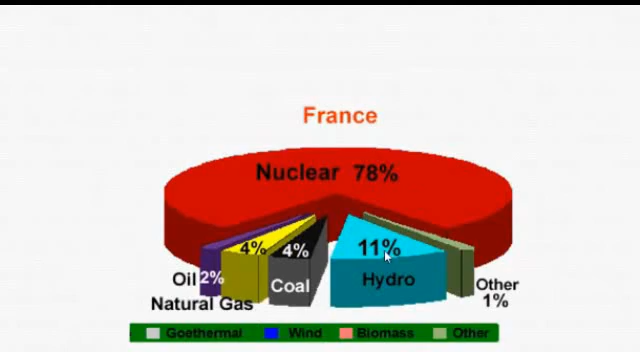 France
Nuclear 78%
4%
4%
11%
Oil 2%
Coal
Hydro
Other
1%
Natural Gas
Goethermal Wind Biomass Other